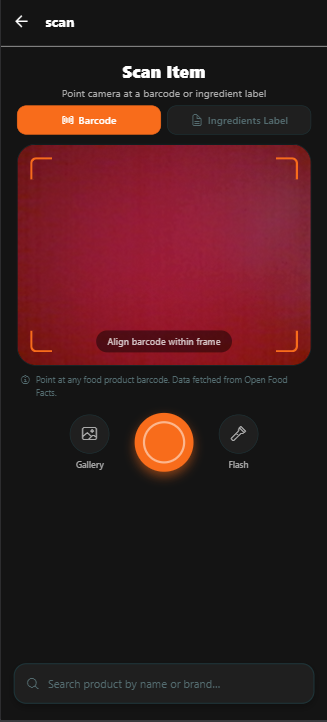 scan
Scan Item
Point camera at a barcode or ingredient label
Barcode
Ingredients Label
Align barcode within frame
Point at any food product barcode. Data fetched from Open Food
Facts.
Gallery
Flash
Search product by name or brand...